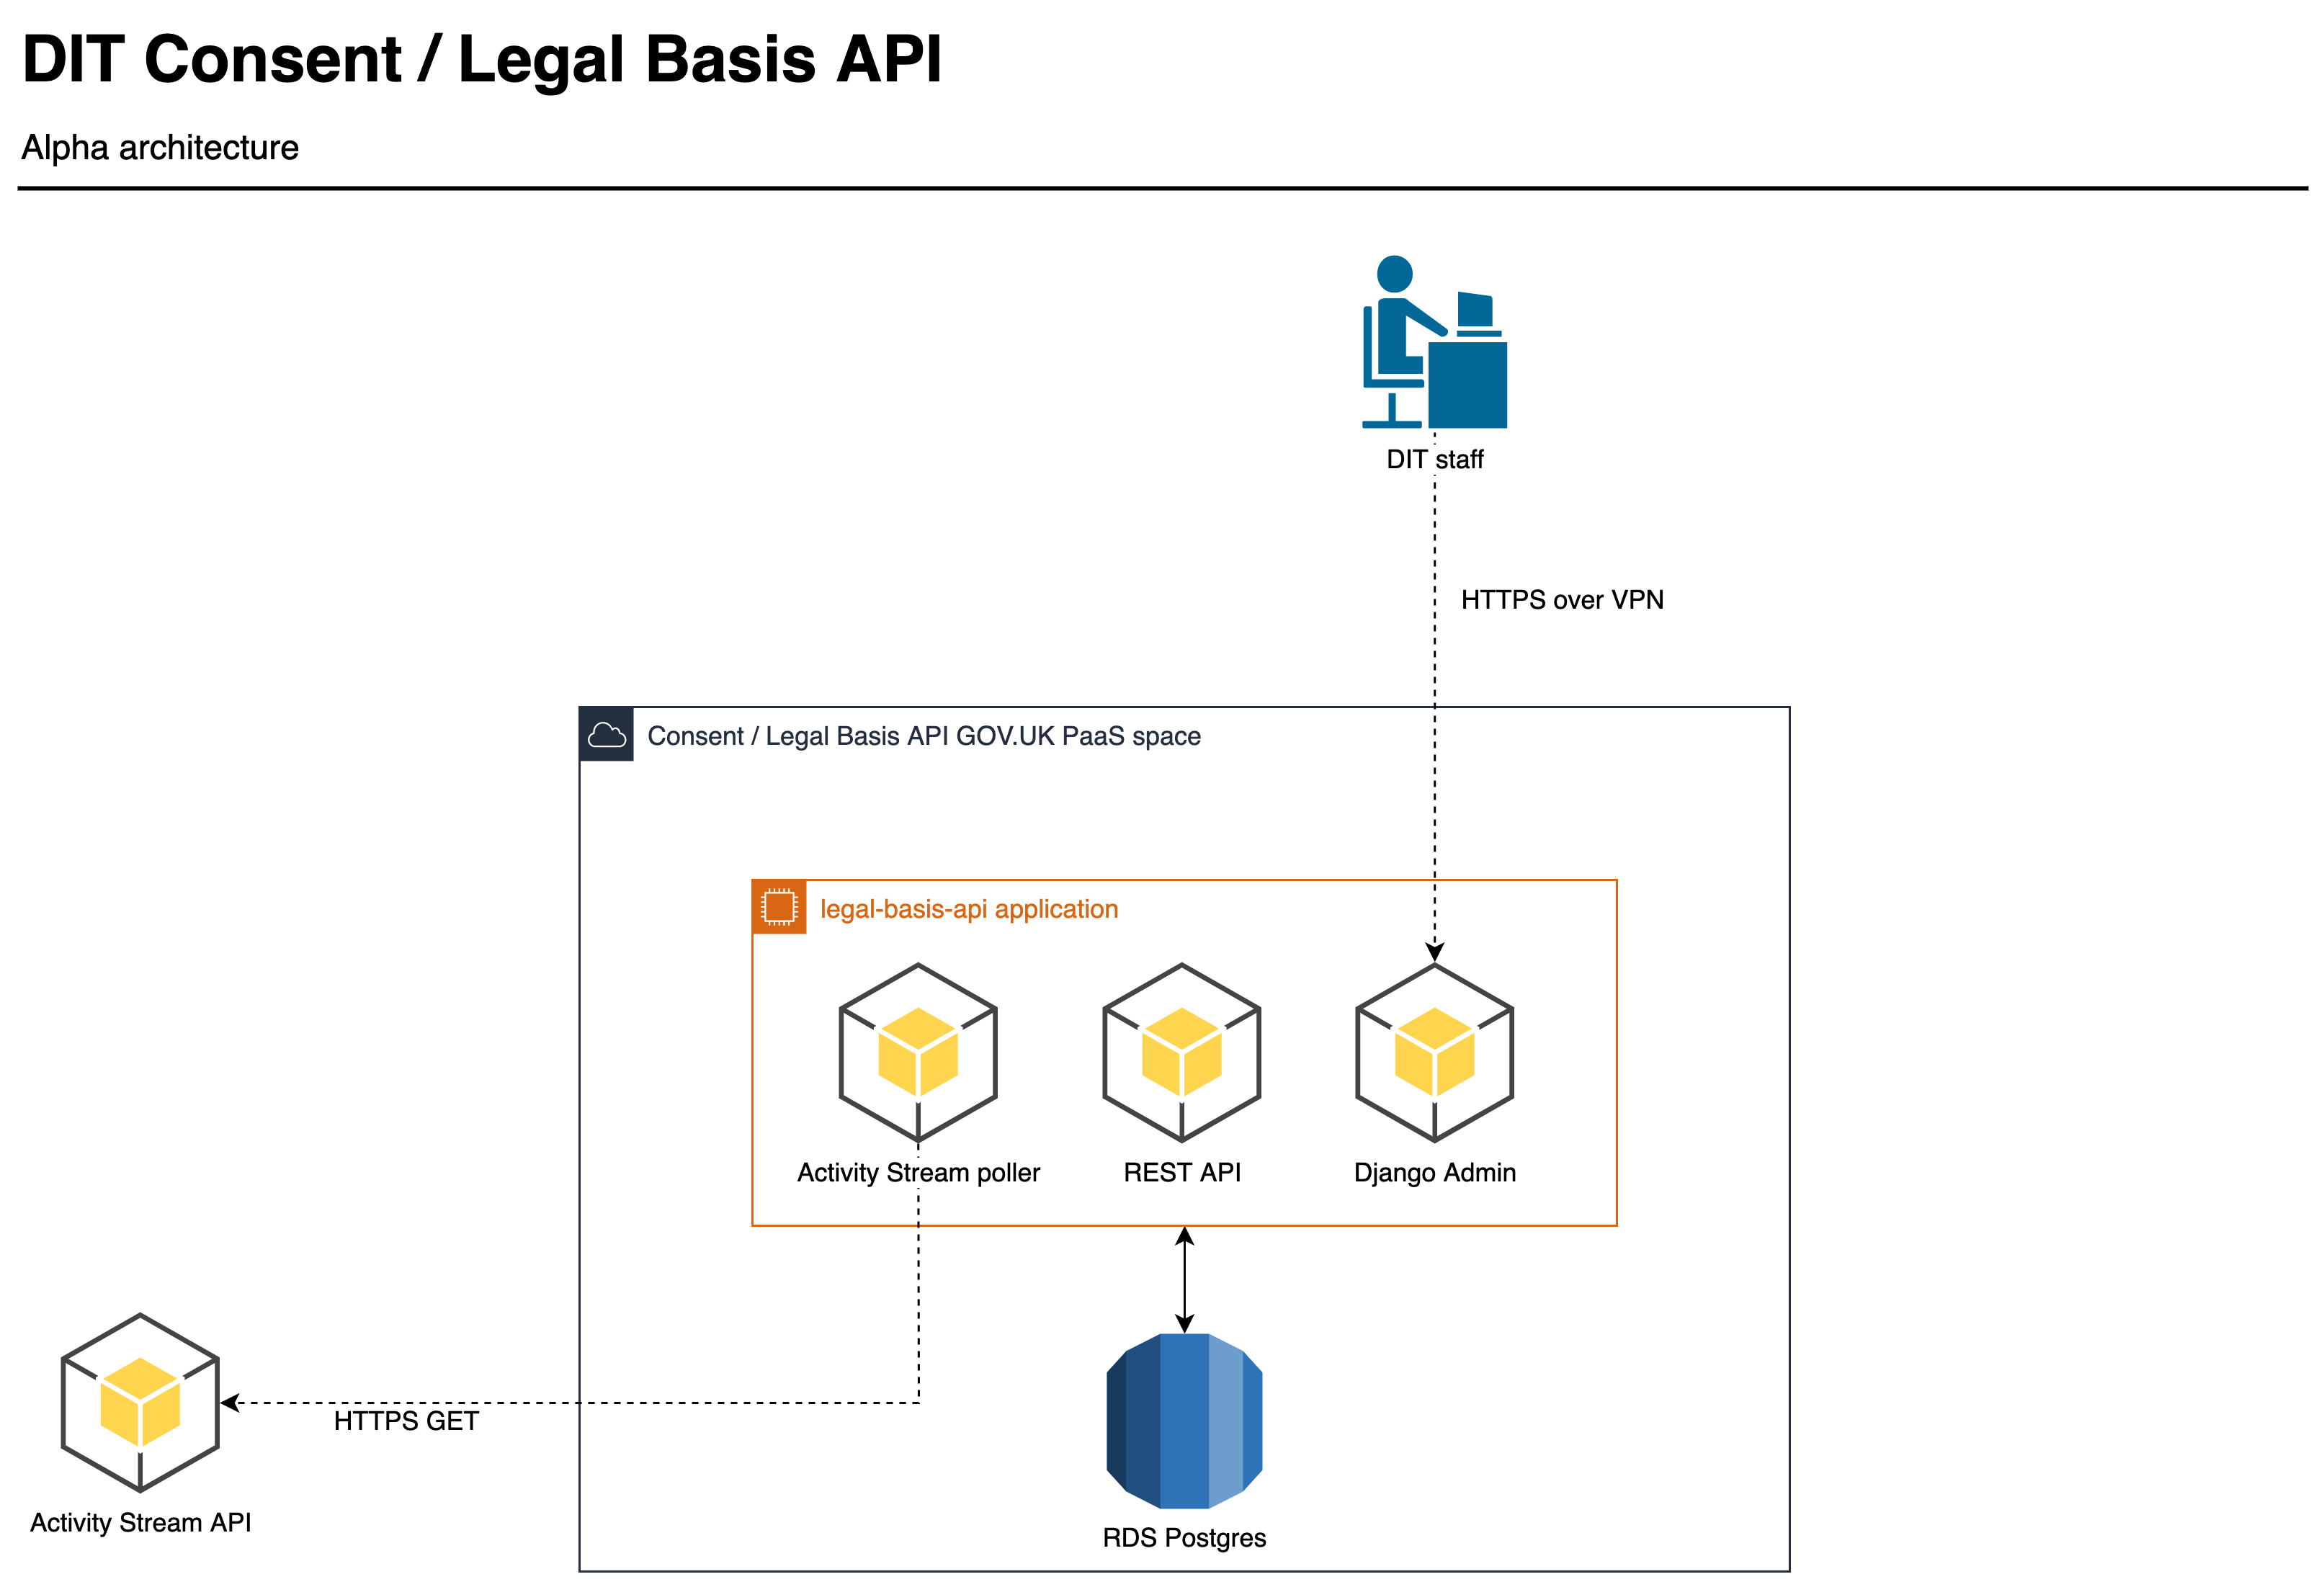 DIT Consent / Legal Basis API
Alpha architecture
DIT staff
HTTPS over VPN
Consent / Legal Basis API GOV.UK PaaS space
legal-basis-api application
Activity Stream poller
REST API
Django Admin
HTTPS GET
Activity Stream API
RDS Postgres